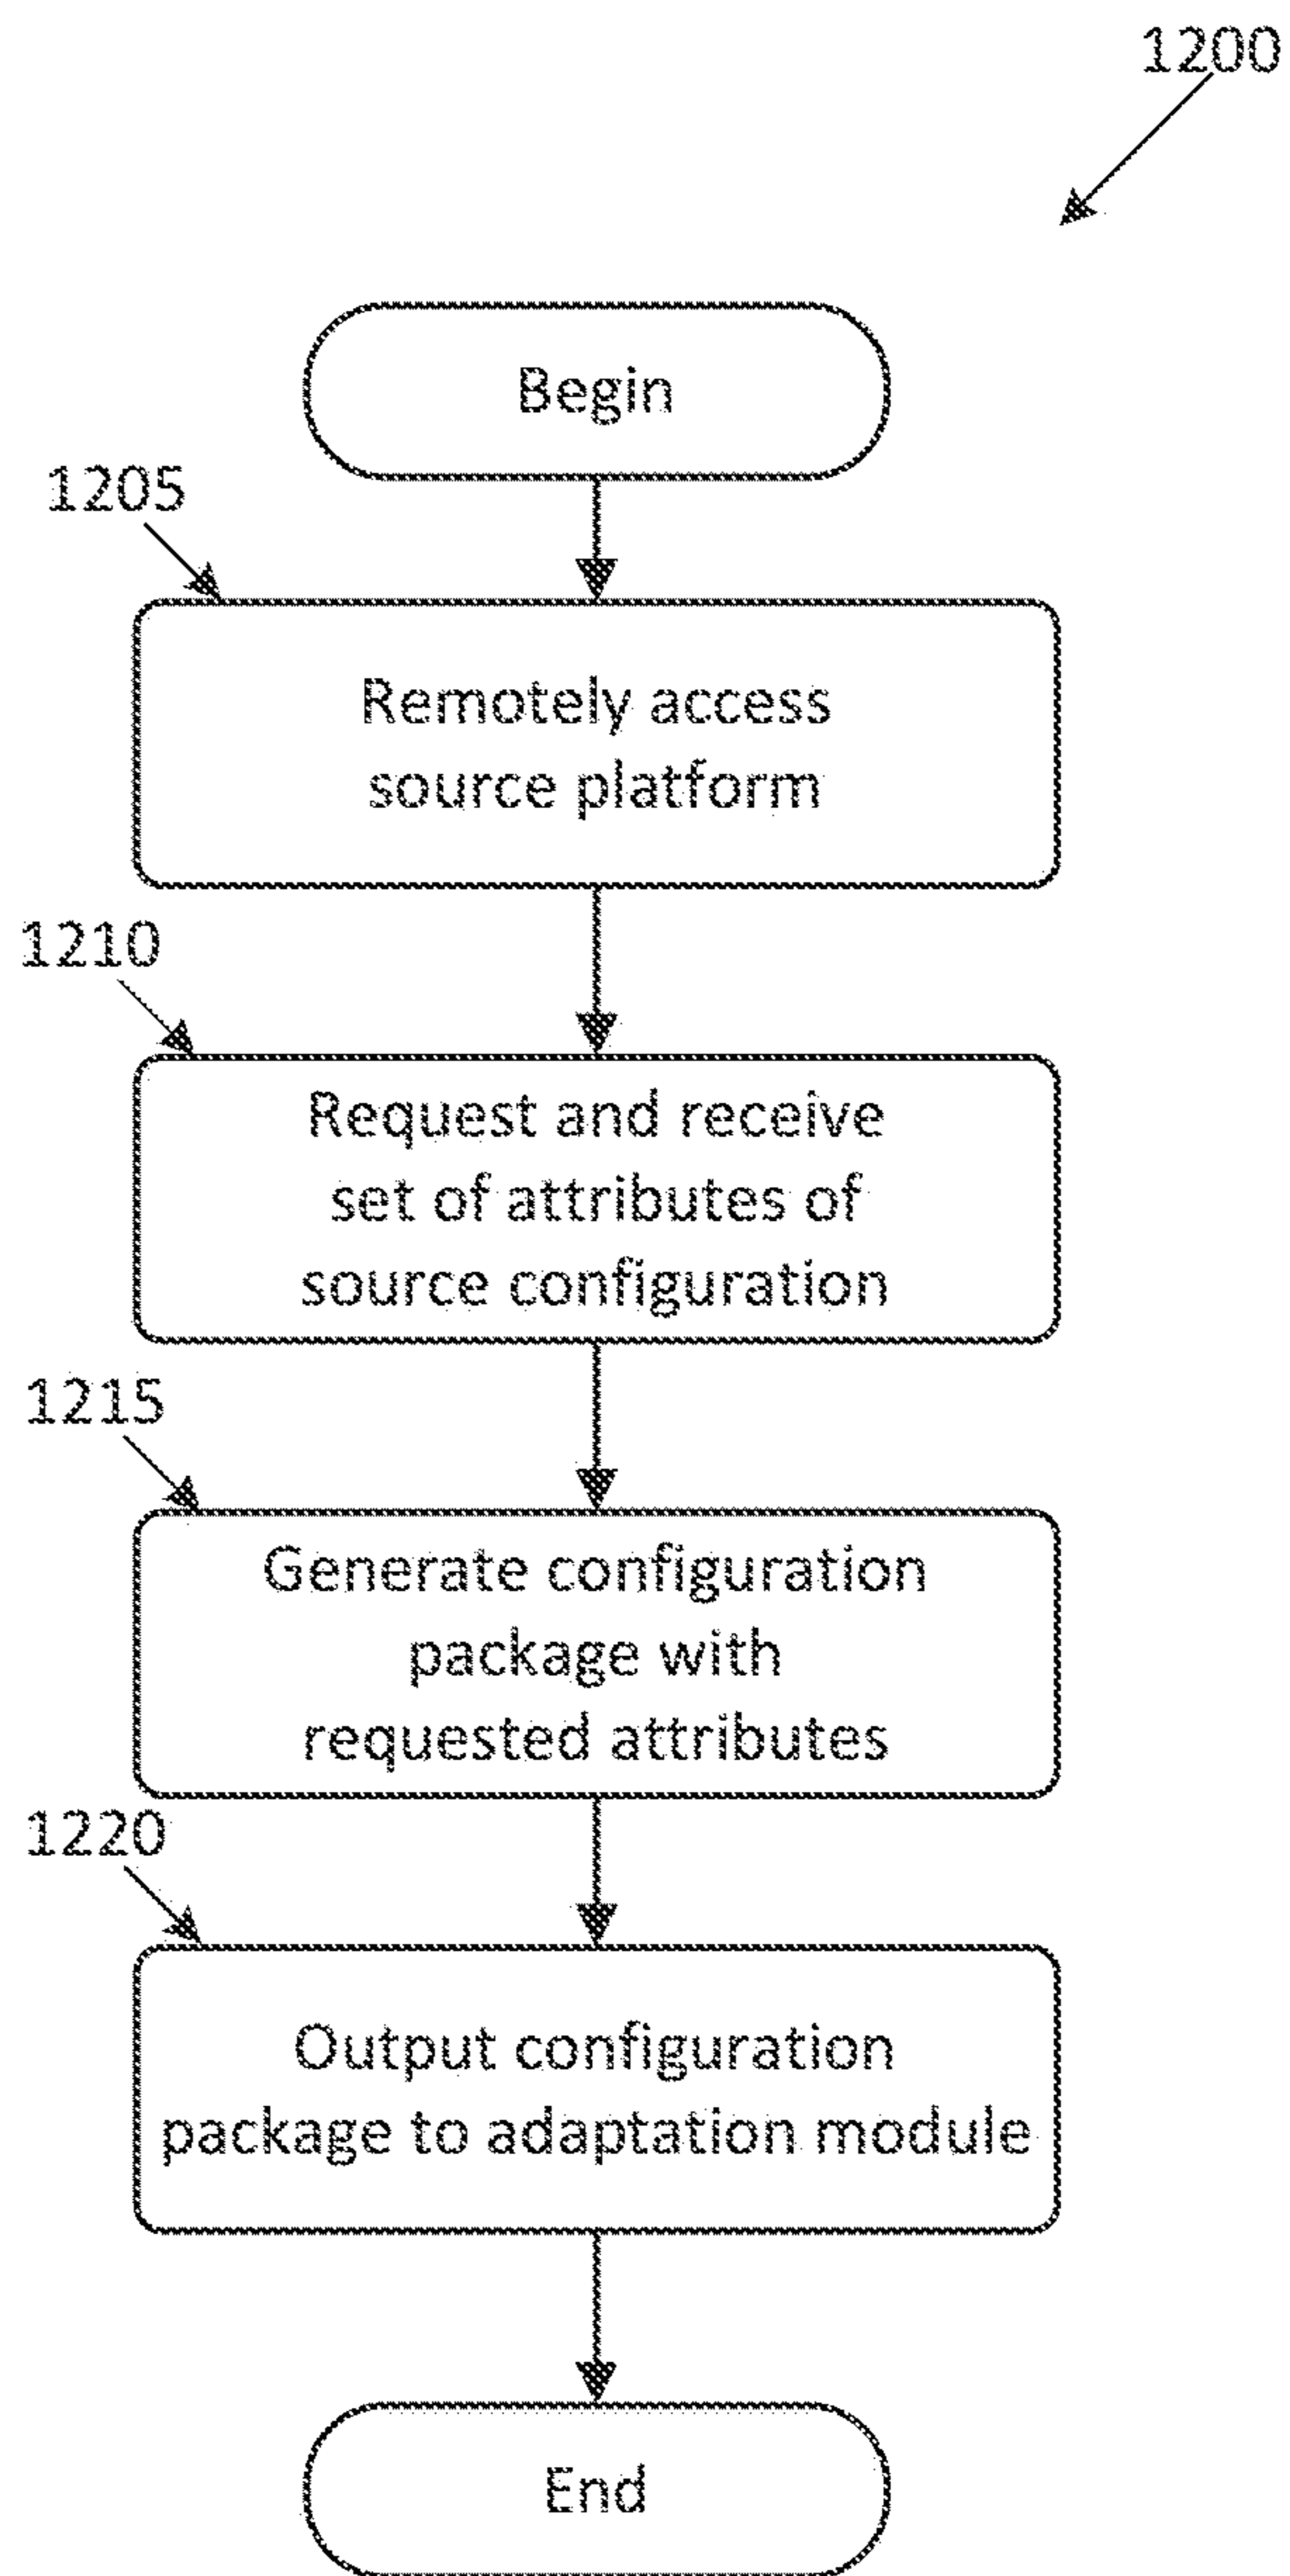 1200
Begin
1205
Remotely access
source platform
1210
Request and receive
set of attributes of
source configuration
1215
Generate configuration
package with
requested attributes
1220
Output configuration
package to adaptation module
End